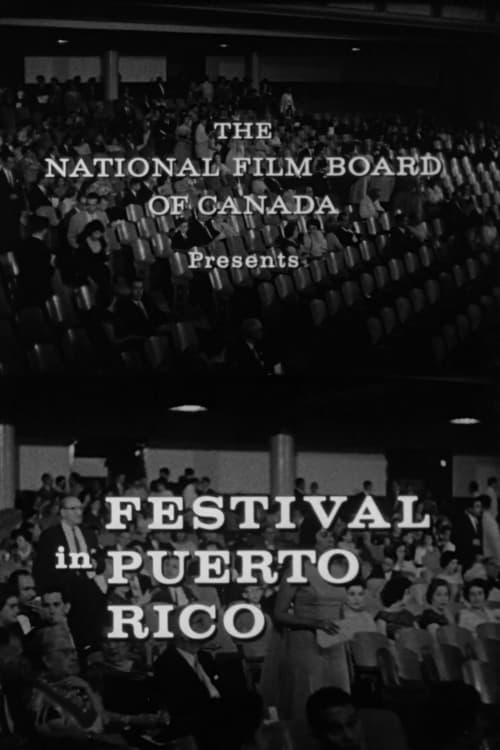 THE
NATIONAL FILM BOARD
OF CANADA
Presents
FESTIVAL
in PUERTO
RICO